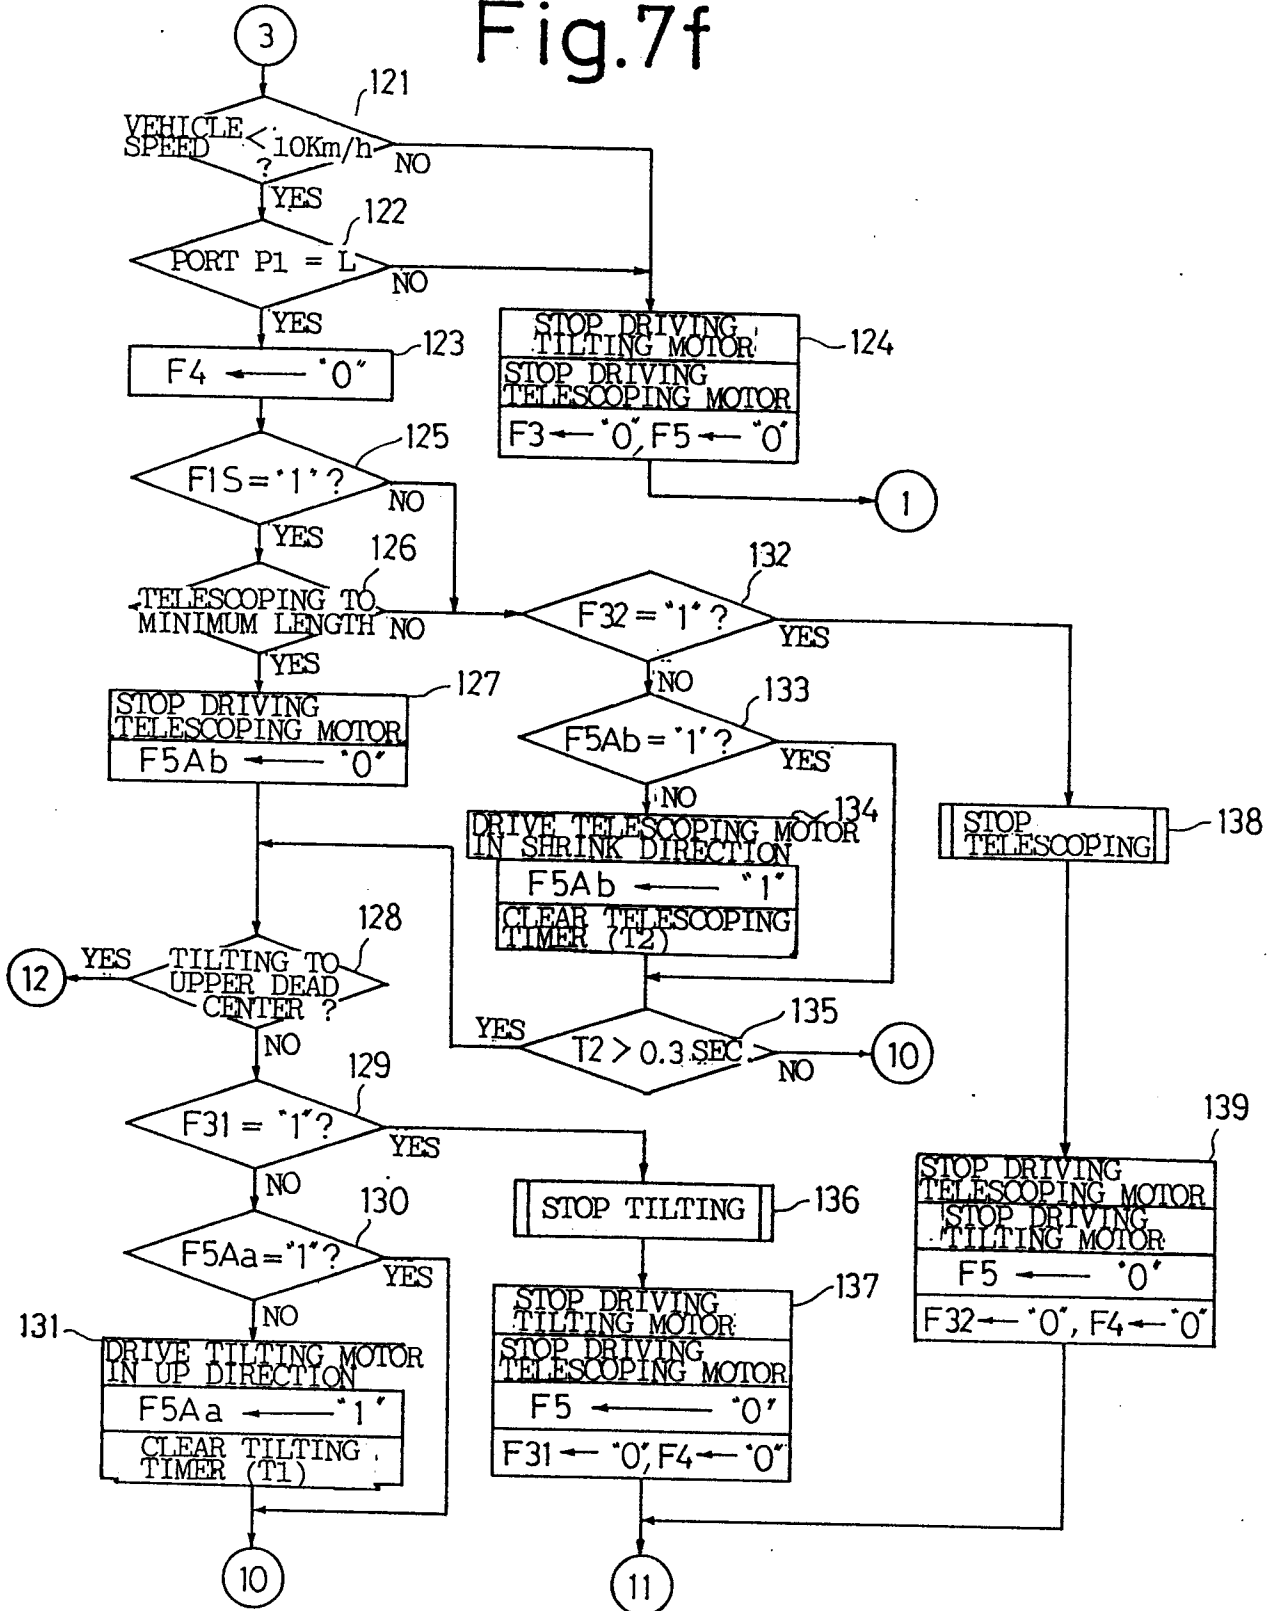 Fig.7f
3
121
VEHICLE
SPEED
< 10Km/h
?
NO
YES
122
PORT P1 = L
NO
YES
123
F4 ← "0"
STOP DRIVING
TILTING MOTOR
STOP DRIVING
TELESCOPING MOTOR
F3 ← "0", F5 ← "0"
124
1
125
F1S = "1" ?
NO
YES
126
TELESCOPING TO
MINIMUM LENGTH
NO
YES
132
F32 = "1" ?
YES
NO
127
STOP DRIVING
TELESCOPING MOTOR
F5Ab ← "0"
133
F5Ab = "1" ?
YES
NO
134
DRIVE TELESCOPING MOTOR
IN SHRINK DIRECTION
F5Ab ← "1"
CLEAR TELESCOPING
TIMER (T2)
STOP
TELESCOPING
138
128
12
YES
TILTING TO
UPPER DEAD
CENTER ?
NO
135
YES
T2 > 0.3 SEC
NO
10
129
F31 = "1" ?
YES
NO
STOP TILTING
136
139
STOP DRIVING
TELESCOPING MOTOR
STOP DRIVING
TILTING MOTOR
F5 ← "0"
F32 ← "0", F4 ← "0"
130
F5Aa = "1" ?
YES
NO
131
DRIVE TILTING MOTOR
IN UP DIRECTION
F5Aa ← "1"
CLEAR TILTING
TIMER (T1)
137
STOP DRIVING
TILTING MOTOR
STOP DRIVING
TELESCOPING MOTOR
F5 ← "0"
F31 ← "0", F4 ← "0"
10
11